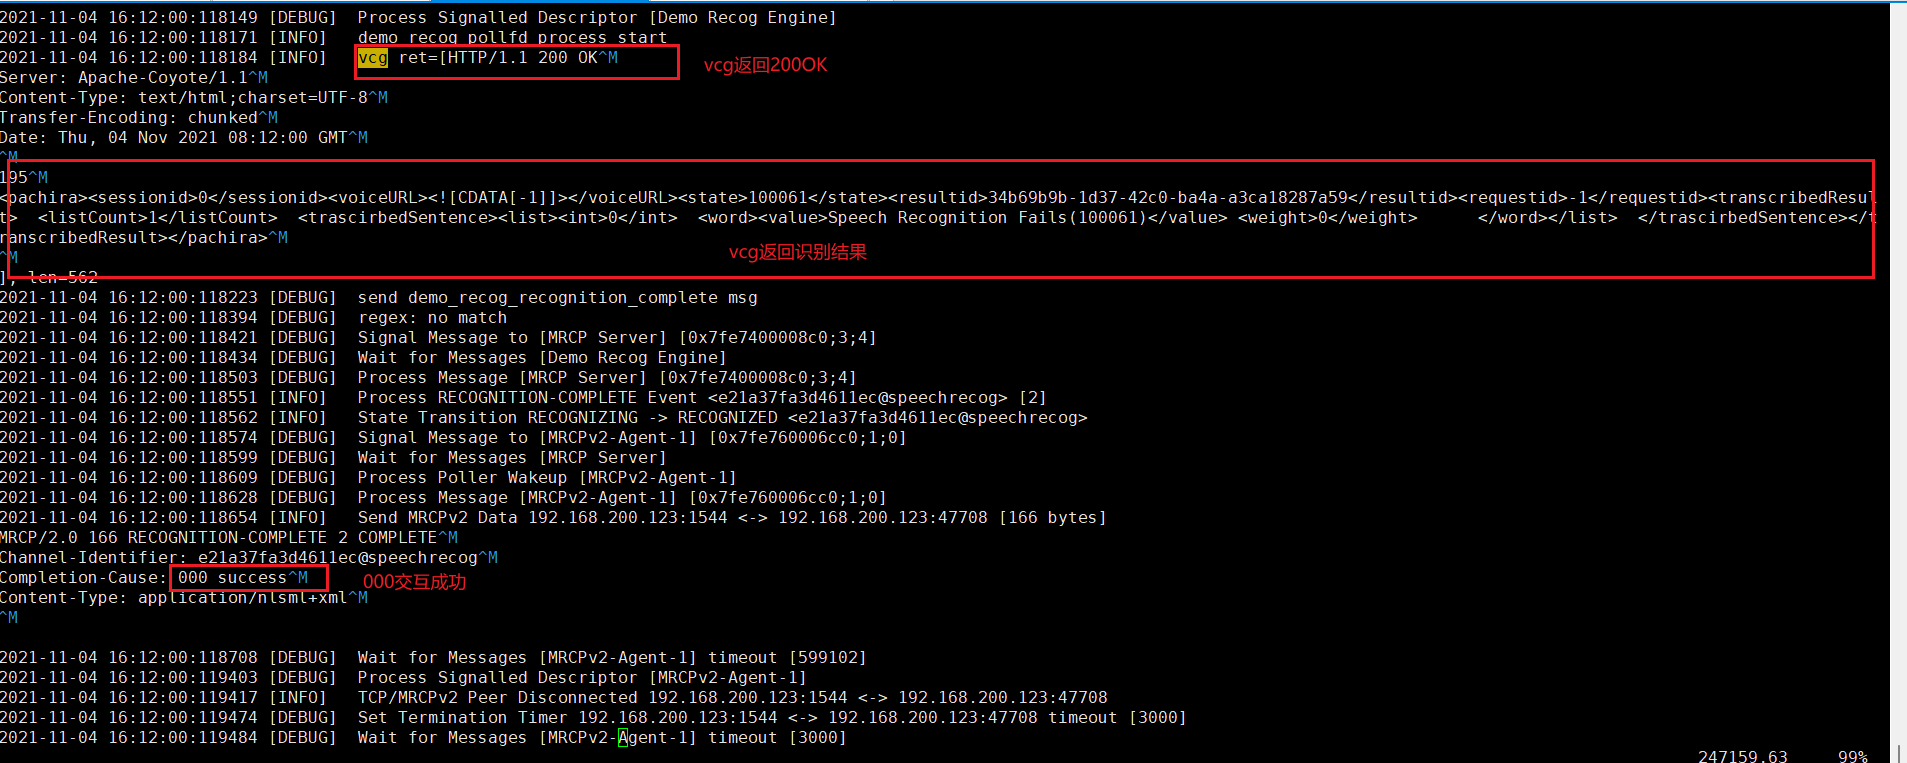 2021-11-04 16:12:00:118149 [DEBUG]  Process Signalled Descriptor [Demo Recog Engine]
2021-11-04 16:12:00:118171 [INFO]   demo recog pollfd process start
2021-11-04 16:12:00:118184 [INFO]   vcg ret=[HTTP/1.1 200 OK^M
vcg返回200OK
Server: Apache-Coyote/1.1^M
Content-Type: text/html;charset=UTF-8^M
Transfer-Encoding: chunked^M
Date: Thu, 04 Nov 2021 08:12:00 GMT^M
^M
195^M
<pachira><sessionid>0</sessionid><voiceURL><![CDATA[-1]]></voiceURL><state>100061</state><resultid>34b69b9b-1d37-42c0-ba4a-a3ca18287a59</resultid><requestid>-1</requestid><transcribedResul
t>  <listCount>1</listCount>  <trascirbedSentence><list><int>0</int>  <word><value>Speech Recognition Fails(100061)</value> <weight>0</weight>      </word></list>  </trascirbedSentence></t
ranscribedResult></pachira>^M
vcg返回识别结果
^M
], len=562
2021-11-04 16:12:00:118223 [DEBUG]  send demo_recog_recognition_complete msg
2021-11-04 16:12:00:118394 [DEBUG]  regex: no match
2021-11-04 16:12:00:118421 [DEBUG]  Signal Message to [MRCP Server] [0x7fe7400008c0;3;4]
2021-11-04 16:12:00:118434 [DEBUG]  Wait for Messages [Demo Recog Engine]
2021-11-04 16:12:00:118503 [DEBUG]  Process Message [MRCP Server] [0x7fe7400008c0;3;4]
2021-11-04 16:12:00:118551 [INFO]   Process RECOGNITION-COMPLETE Event <e21a37fa3d4611ec@speechrecog> [2]
2021-11-04 16:12:00:118562 [INFO]   State Transition RECOGNIZING -> RECOGNIZED <e21a37fa3d4611ec@speechrecog>
2021-11-04 16:12:00:118574 [DEBUG]  Signal Message to [MRCPv2-Agent-1] [0x7fe760006cc0;1;0]
2021-11-04 16:12:00:118599 [DEBUG]  Wait for Messages [MRCP Server]
2021-11-04 16:12:00:118609 [DEBUG]  Process Poller Wakeup [MRCPv2-Agent-1]
2021-11-04 16:12:00:118628 [DEBUG]  Process Message [MRCPv2-Agent-1] [0x7fe760006cc0;1;0]
2021-11-04 16:12:00:118654 [INFO]   Send MRCPv2 Data 192.168.200.123:1544 <-> 192.168.200.123:47708 [166 bytes]
MRCP/2.0 166 RECOGNITION-COMPLETE 2 COMPLETE^M
Channel-Identifier: e21a37fa3d4611ec@speechrecog^M
Completion-Cause: 000 success^M
000交互成功
Content-Type: application/nlsml+xml^M
^M
2021-11-04 16:12:00:118708 [DEBUG]  Wait for Messages [MRCPv2-Agent-1] timeout [599102]
2021-11-04 16:12:00:119403 [DEBUG]  Process Signalled Descriptor [MRCPv2-Agent-1]
2021-11-04 16:12:00:119417 [INFO]   TCP/MRCPv2 Peer Disconnected 192.168.200.123:1544 <-> 192.168.200.123:47708
2021-11-04 16:12:00:119474 [DEBUG]  Set Termination Timer 192.168.200.123:1544 <-> 192.168.200.123:47708 timeout [3000]
2021-11-04 16:12:00:119484 [DEBUG]  Wait for Messages [MRCPv2-Agent-1] timeout [3000]
247159.63     99%